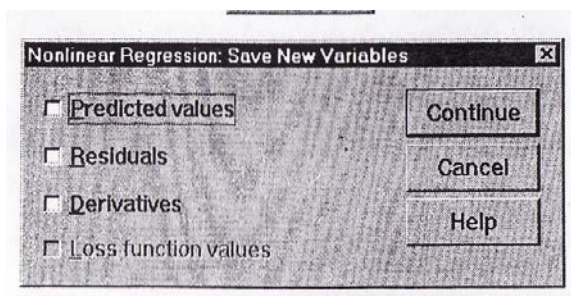 Nonlinear Regression: Save New Variables
Predicted values
Residuals
Derivatives
Loss function values
Continue
Cancel
Help